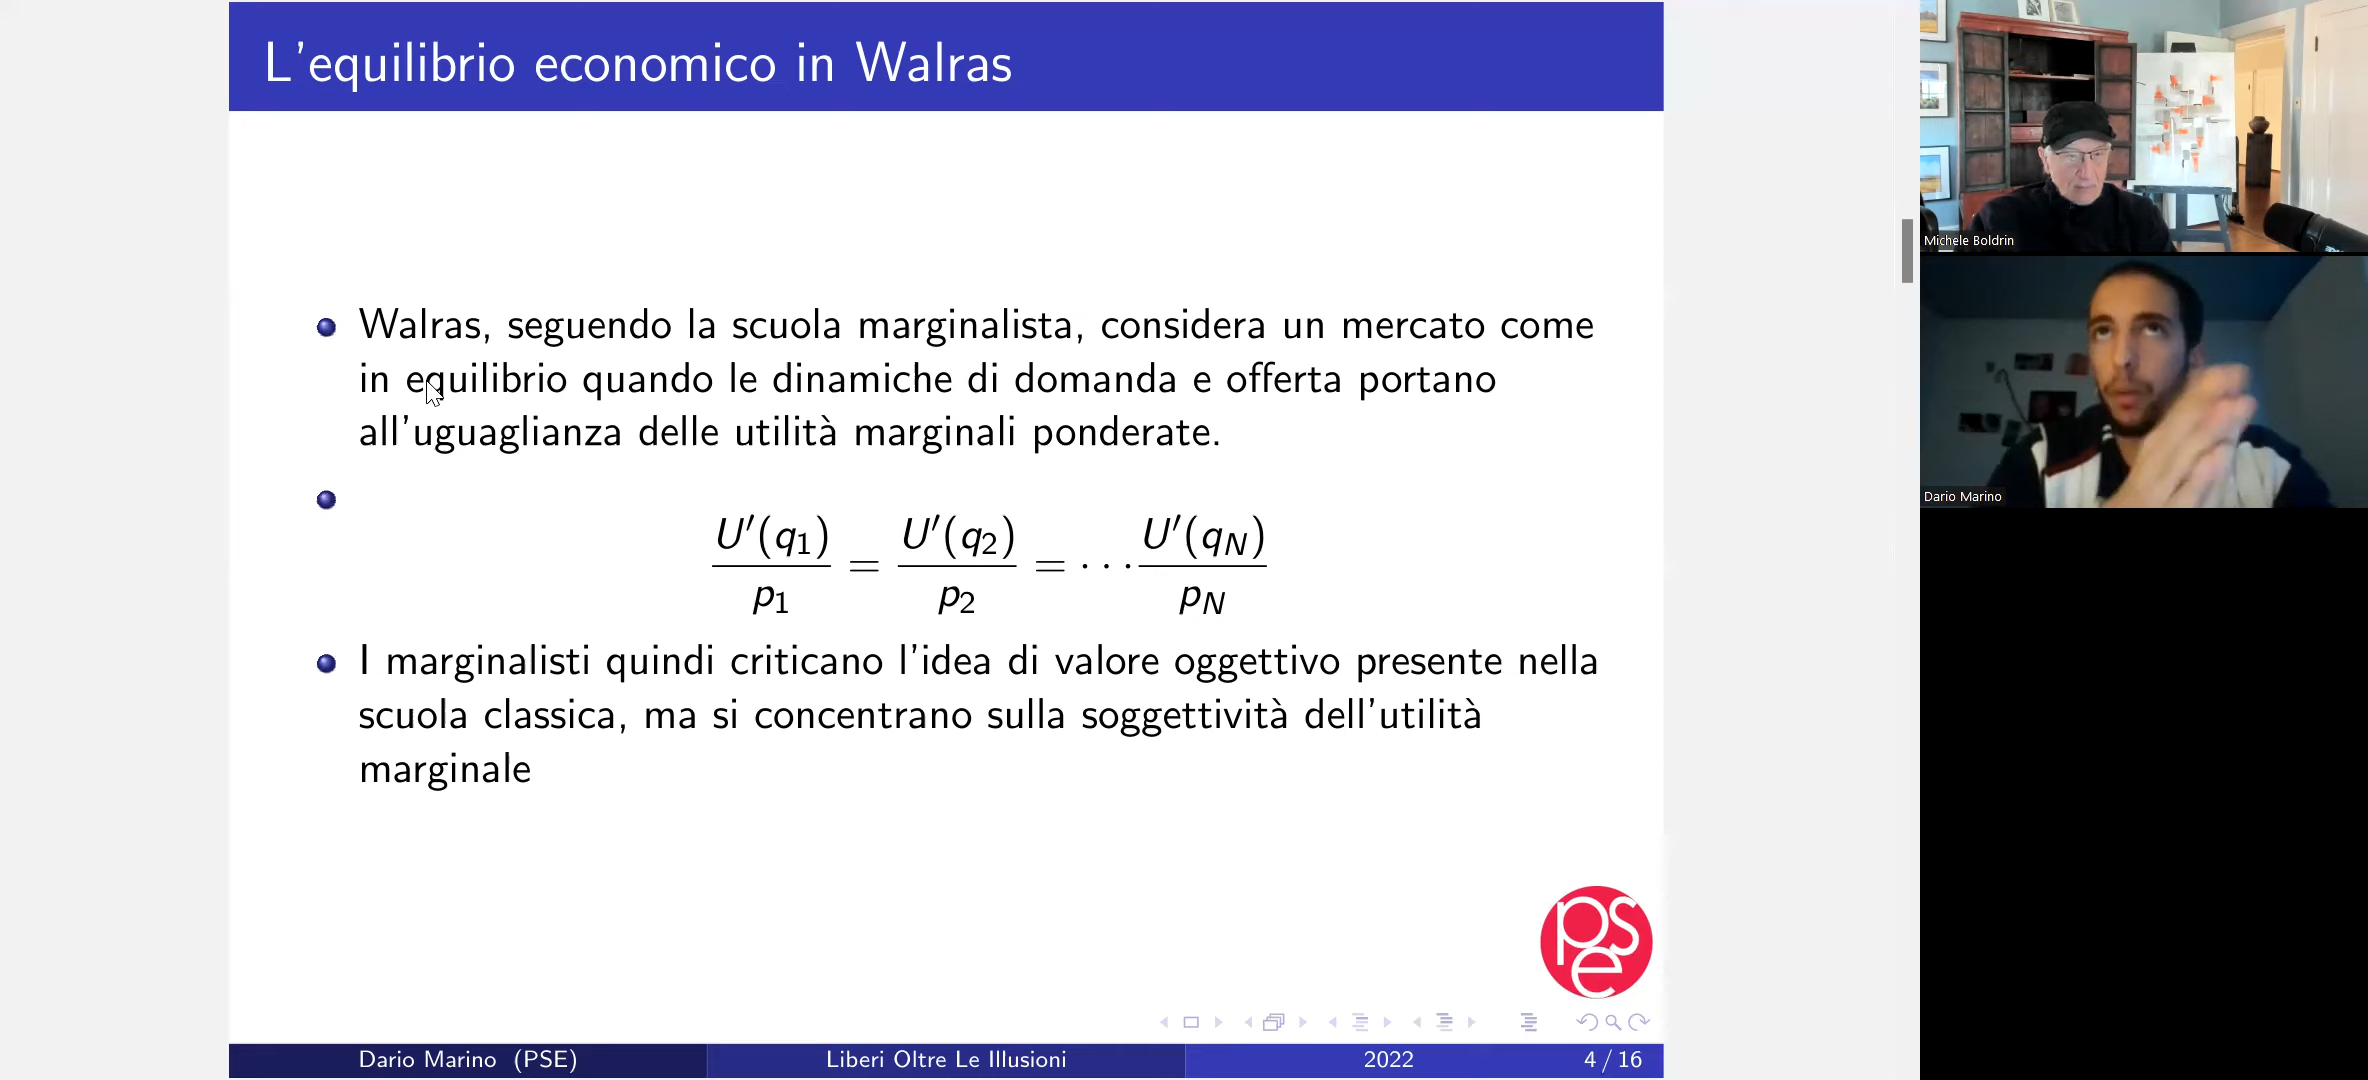 L'equilibrio economico in Walras
Walras, seguendo la scuola marginalista, considera un mercato come
in equilibrio quando le dinamiche di domanda e offerta portano
all'uguaglianza delle utilità marginali ponderate.
U′(q1)/p1 = U′(q2)/p2 = ⋯ U′(qN)/pN
I marginalisti quindi criticano l'idea di valore oggettivo presente nella
scuola classica, ma si concentrano sulla soggettività dell'utilità
marginale
pse
Dario Marino (PSE) Liberi Oltre Le Illusioni 2022 4 / 16
Michele Boldrin
Dario Marino